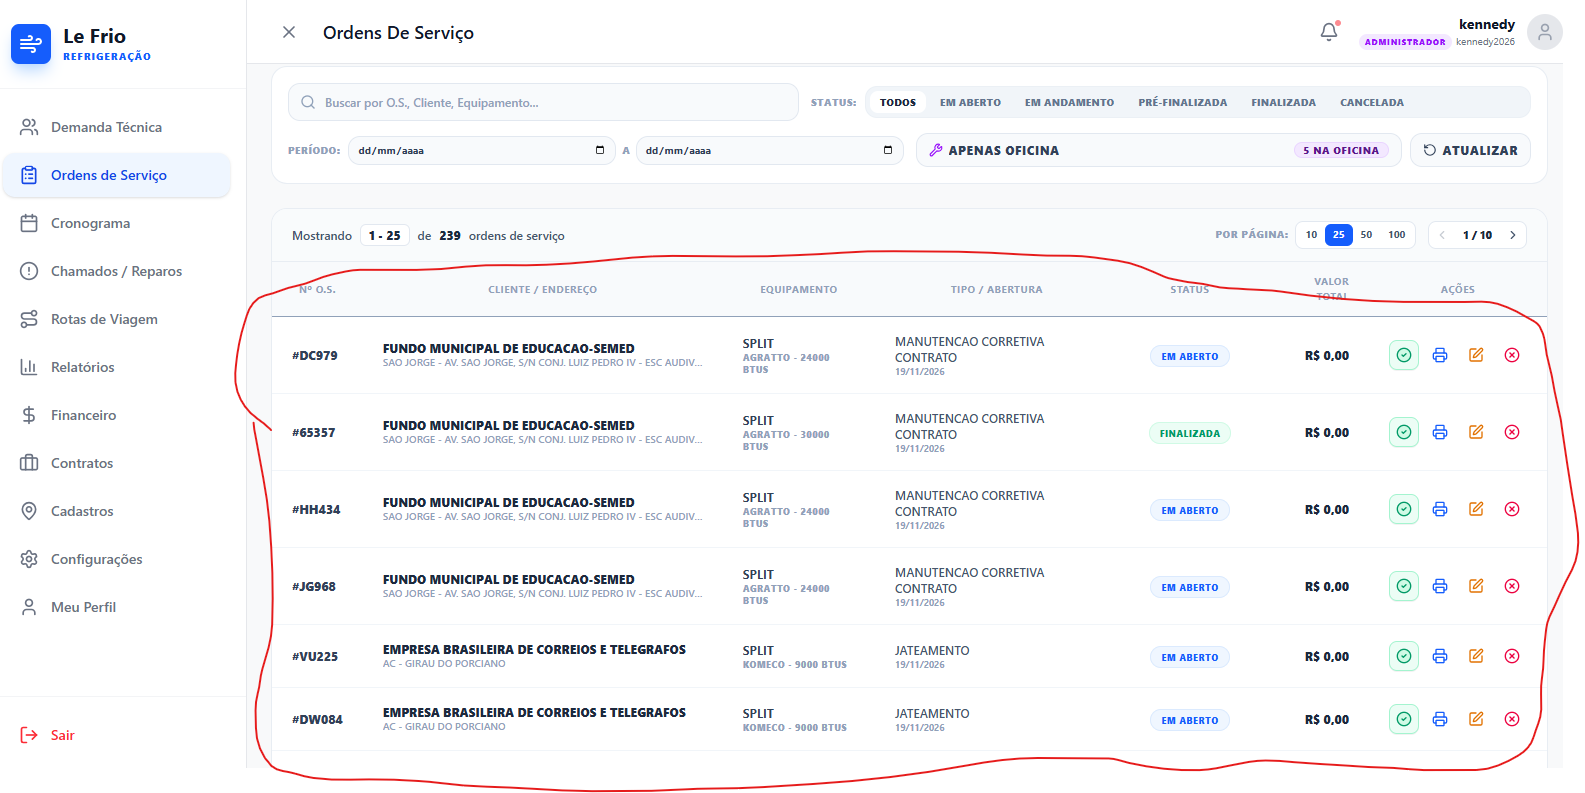 Le Frio
REFRIGERAÇÃO
Demanda Técnica
Ordens de Serviço
Cronograma
Chamados / Reparos
Rotas de Viagem
Relatórios
Financeiro
Contratos
Cadastros
Configurações
Meu Perfil
Sair
Ordens De Serviço
kennedy
ADMINISTRADOR kennedy2026
Buscar por O.S., Cliente, Equipamento...
STATUS: TODOS EM ABERTO EM ANDAMENTO PRÉ-FINALIZADA FINALIZADA CANCELADA
PERÍODO: dd/mm/aaaa A dd/mm/aaaa APENAS OFICINA 5 NA OFICINA ATUALIZAR
Mostrando 1 - 25 de 239 ordens de serviço POR PÁGINA: 10 25 50 100 1 / 10
Nº O.S. CLIENTE / ENDEREÇO EQUIPAMENTO TIPO / ABERTURA STATUS VALOR TOTAL AÇÕES
#DC979
FUNDO MUNICIPAL DE EDUCACAO-SEMED
SAO JORGE - AV. SAO JORGE, S/N CONJ. LUIZ PEDRO IV - ESC AUDIV...
SPLIT
AGRATTO - 24000
BTUS
MANUTENCAO CORRETIVA
CONTRATO
19/11/2026
EM ABERTO
R$ 0,00
#65357
FUNDO MUNICIPAL DE EDUCACAO-SEMED
SAO JORGE - AV. SAO JORGE, S/N CONJ. LUIZ PEDRO IV - ESC AUDIV...
SPLIT
AGRATTO - 30000
BTUS
MANUTENCAO CORRETIVA
CONTRATO
19/11/2026
FINALIZADA
R$ 0,00
#HH434
FUNDO MUNICIPAL DE EDUCACAO-SEMED
SAO JORGE - AV. SAO JORGE, S/N CONJ. LUIZ PEDRO IV - ESC AUDIV...
SPLIT
AGRATTO - 24000
BTUS
MANUTENCAO CORRETIVA
CONTRATO
19/11/2026
EM ABERTO
R$ 0,00
#JG968
FUNDO MUNICIPAL DE EDUCACAO-SEMED
SAO JORGE - AV. SAO JORGE, S/N CONJ. LUIZ PEDRO IV - ESC AUDIV...
SPLIT
AGRATTO - 24000
BTUS
MANUTENCAO CORRETIVA
CONTRATO
19/11/2026
EM ABERTO
R$ 0,00
#VU225
EMPRESA BRASILEIRA DE CORREIOS E TELEGRAFOS
AC - GIRAU DO PORCIANO
SPLIT
KOMECO - 9000 BTUS
JATEAMENTO
19/11/2026
EM ABERTO
R$ 0,00
#DW084
EMPRESA BRASILEIRA DE CORREIOS E TELEGRAFOS
AC - GIRAU DO PORCIANO
SPLIT
KOMECO - 9000 BTUS
JATEAMENTO
19/11/2026
EM ABERTO
R$ 0,00